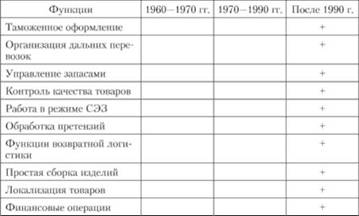 Функции 1960—1970 гг. 1970—1990 гг. После 1990 г.
Таможенное оформление +
Организация дальних пере-
возок +
Управление запасами +
Контроль качества товаров +
Работа в режиме СЭЗ +
Обработка претензий +
Функции возвратной логи-
стики +
Простая сборка изделий +
Локализация товаров +
Финансовые операции +